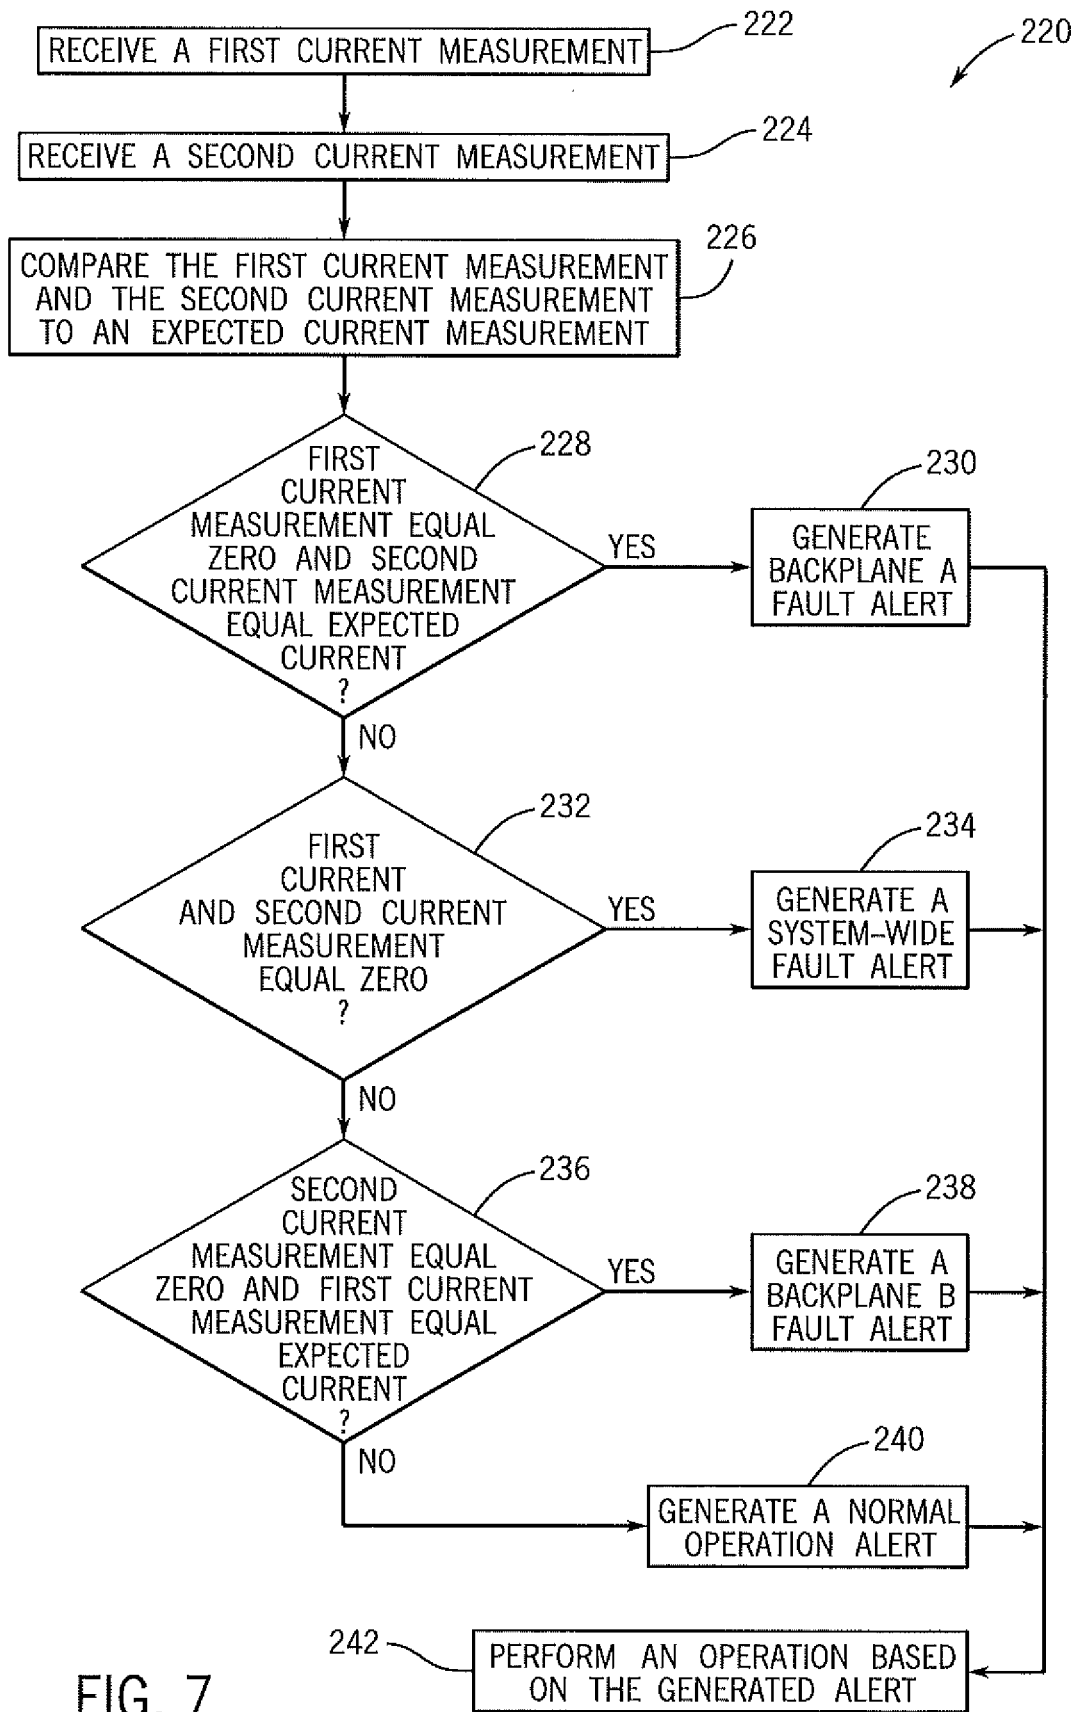 222
220
RECEIVE A FIRST CURRENT MEASUREMENT
224
RECEIVE A SECOND CURRENT MEASUREMENT
226
COMPARE THE FIRST CURRENT MEASUREMENT
AND THE SECOND CURRENT MEASUREMENT
TO AN EXPECTED CURRENT MEASUREMENT
228
FIRST
CURRENT
MEASUREMENT EQUAL
ZERO AND SECOND
CURRENT MEASUREMENT
EQUAL EXPECTED
CURRENT
?
YES
230
GENERATE
BACKPLANE A
FAULT ALERT
NO
232
FIRST
CURRENT
AND SECOND CURRENT
MEASUREMENT
EQUAL ZERO
?
YES
234
GENERATE A
SYSTEM-WIDE
FAULT ALERT
NO
236
SECOND
CURRENT
MEASUREMENT EQUAL
ZERO AND FIRST CURRENT
MEASUREMENT EQUAL
EXPECTED
CURRENT
?
YES
238
GENERATE A
BACKPLANE B
FAULT ALERT
NO
240
GENERATE A NORMAL
OPERATION ALERT
242
PERFORM AN OPERATION BASED
ON THE GENERATED ALERT
FIG. 7